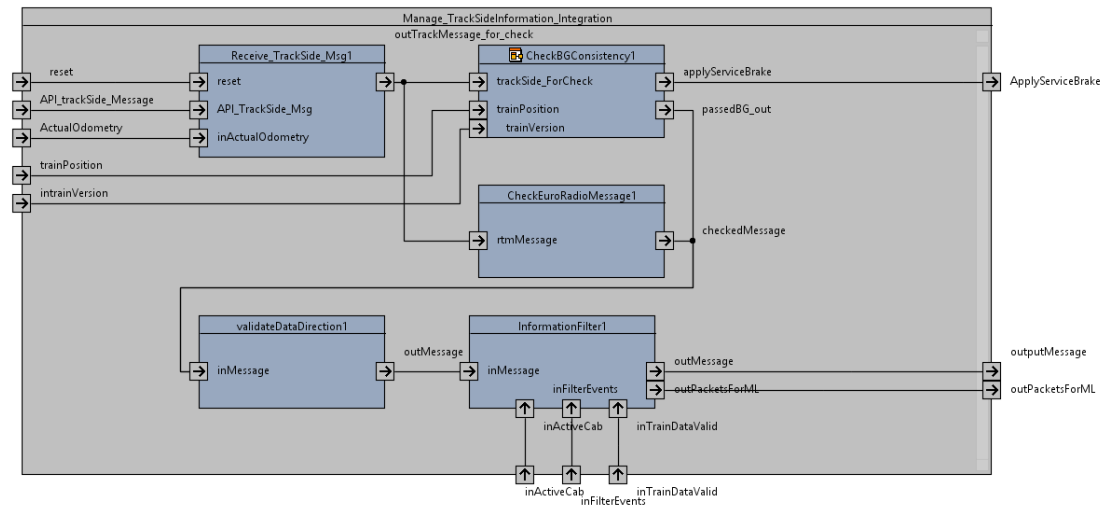 Manage_TrackSideInformation_Integration
outTrackMessage_for_check
Receive_TrackSide_Msg1
CheckBGConsistency1
reset
reset
trackSide_ForCheck
applyServiceBrake
ApplyServiceBrake
API_trackSide_Message
API_TrackSide_Msg
trainPosition
passedBG_out
ActualOdometry
inActualOdometry
trainVersion
trainPosition
intrainVersion
CheckEuroRadioMessage1
rtmMessage
checkedMessage
validateDataDirection1
InformationFilter1
outMessage
outMessage
outputMessage
inMessage
inMessage
inFilterEvents
outPacketsForML
outPacketsForML
inActiveCab
inTrainDataValid
inActiveCab
inTrainDataValid
inFilterEvents